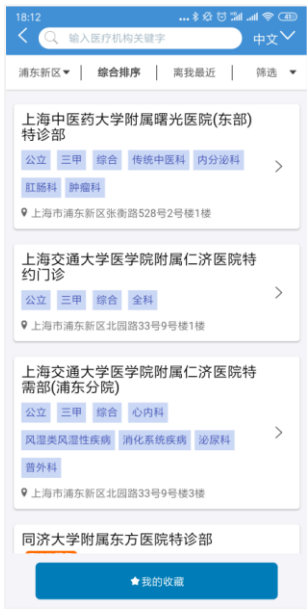 18:12
输入医疗机构关键字
中文
浦东新区 综合排序 离我最近 筛选
上海中医药大学附属曙光医院(东部)
特诊部
公立 三甲 综合 传统中医科 内分泌科
肛肠科 肿瘤科
上海市浦东新区张衡路528号2号楼1楼
上海交通大学医学院附属仁济医院特
约门诊
公立 三甲 综合 全科
上海市浦东新区北园路33号9号楼1楼
上海交通大学医学院附属仁济医院特
需部(浦东分院)
公立 三甲 综合 心内科
风湿类风湿性疾病 消化系统疾病 泌尿科
普外科
上海市浦东新区北园路33号9号楼3楼
同济大学附属东方医院特诊部
我的收藏